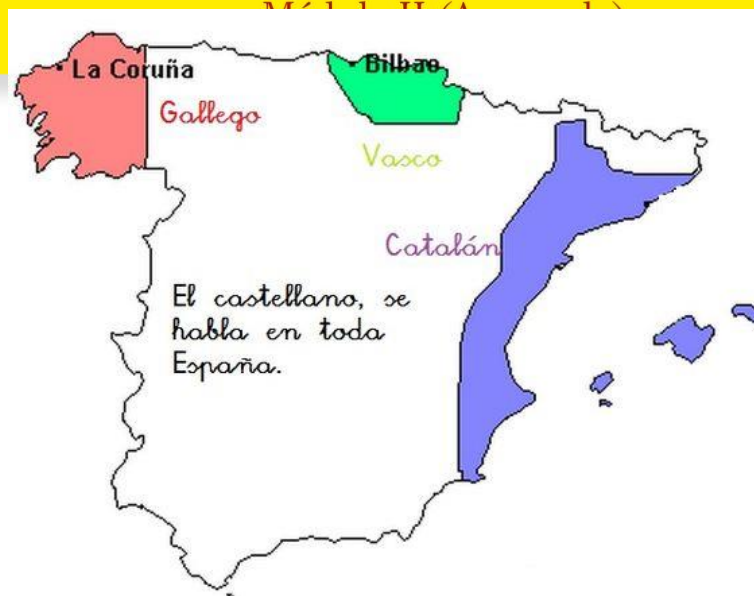 La Coruña
Bilbao
Gallego
Vasco
Catalán
El castellano, se
habla en toda
España.